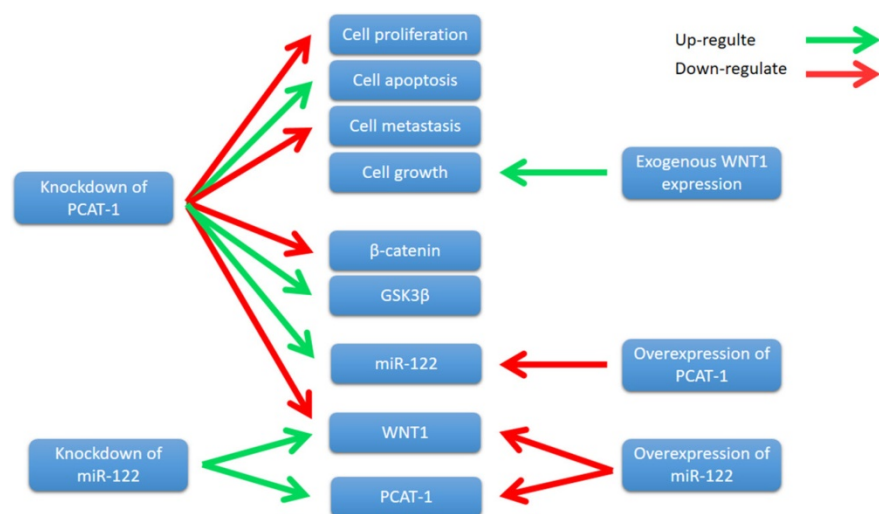 Cell proliferation
Up-regulte
Cell apoptosis
Down-regulate
Cell metastasis
Cell growth
Exogenous WNT1
expression
Knockdown of
PCAT-1
β-catenin
GSK3β
miR-122
Overexpression of
PCAT-1
WNT1
Knockdown of
miR-122
Overexpression of
miR-122
PCAT-1